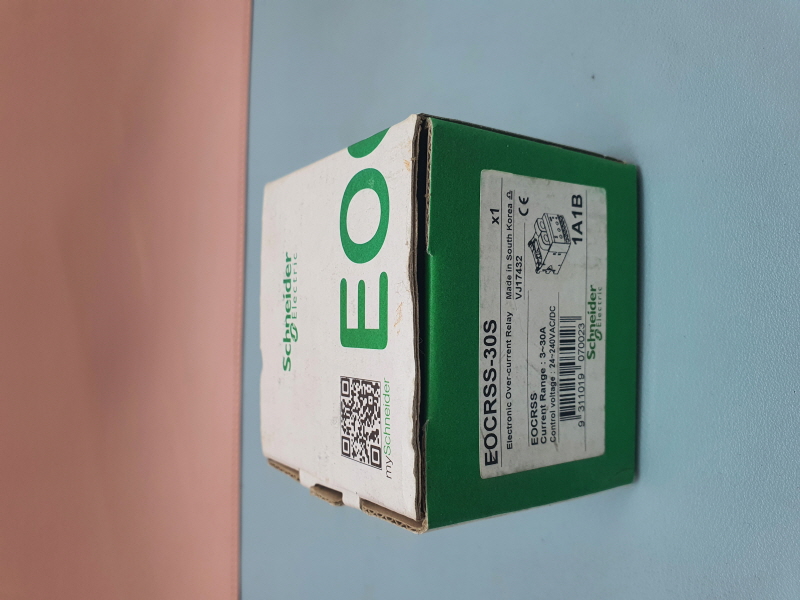 Schneider
Electric
EOC
mySchneider
EOCRSS-30S
x1
Electronic Over-current Relay
Made in South Korea
VJ17432
CE
EOCRSS
Current Range : 3~30A
Control voltage : 24~240VAC/DC
1A1B
9 311019 070023
Schneider
Electric